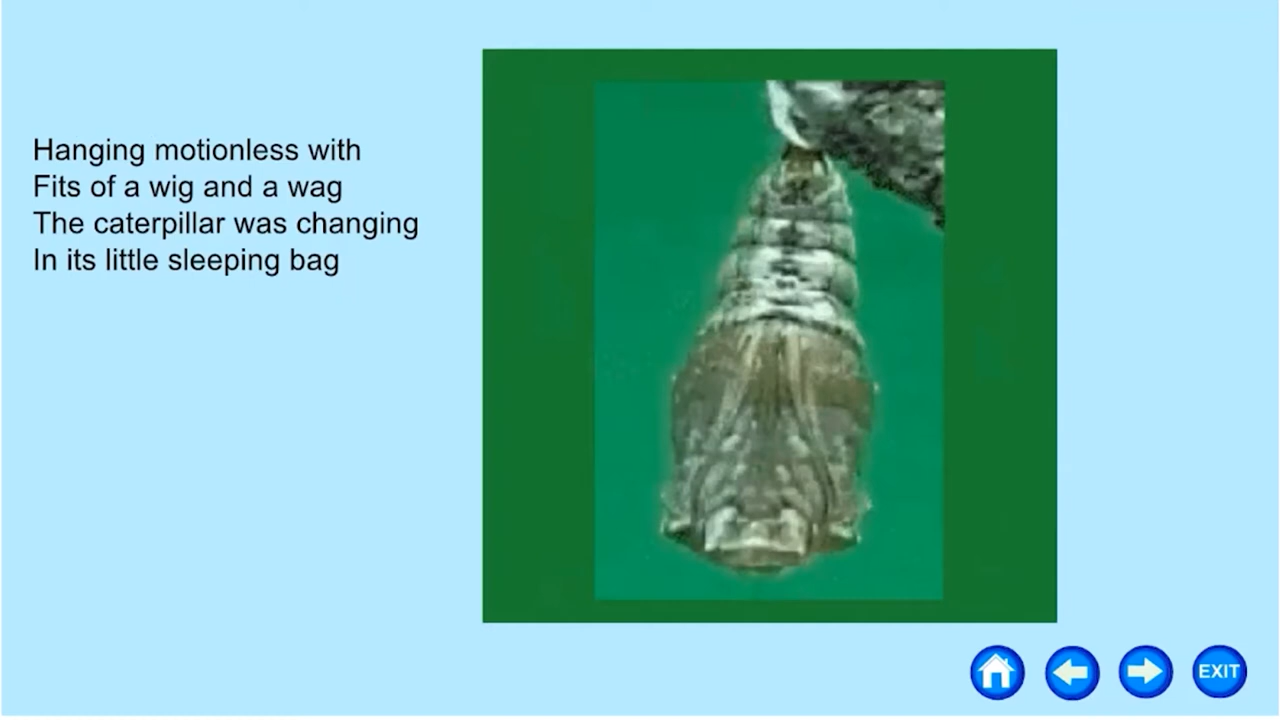 Hanging motionless with
Fits of a wig and a wag
The caterpillar was changing
In its little sleeping bag
EXIT